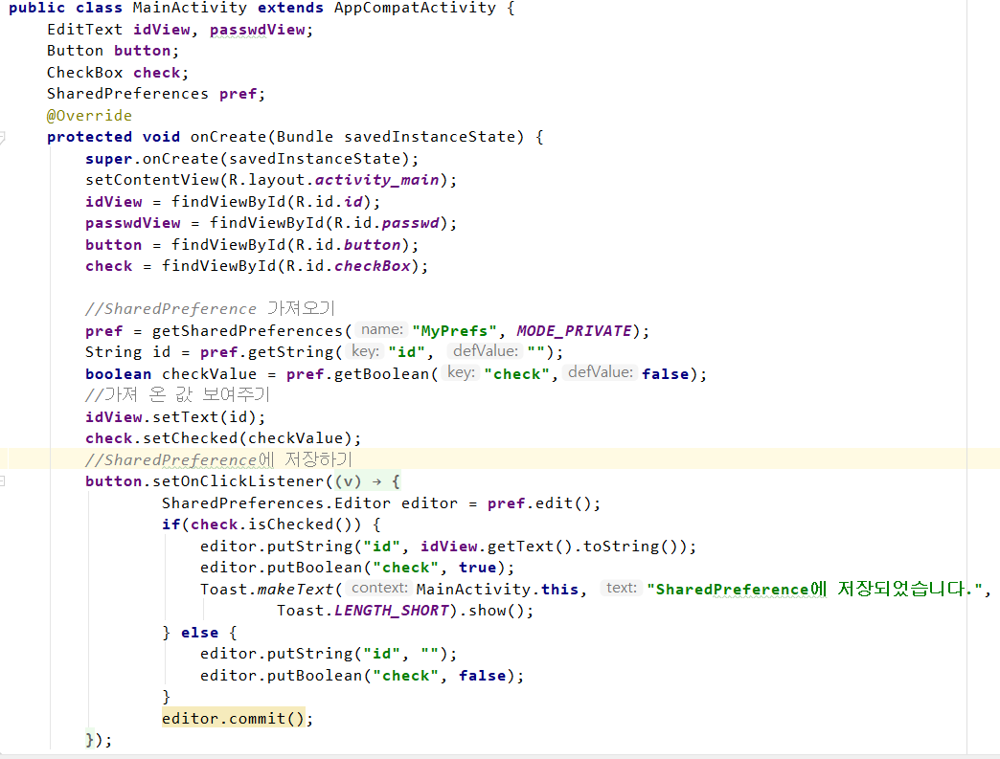 public class MainActivity extends AppCompatActivity {
EditText idView, passwdView;
Button button;
CheckBox check;
SharedPreferences pref;
@Override
protected void onCreate(Bundle savedInstanceState) {
super.onCreate(savedInstanceState);
setContentView(R.layout.activity_main);
idView = findViewById(R.id.id);
passwdView = findViewById(R.id.passwd);
button = findViewById(R.id.button);
check = findViewById(R.id.checkBox);
//SharedPreference 가져오기
pref = getSharedPreferences( name: "MyPrefs", MODE_PRIVATE);
String id = pref.getString( key: "id", defValue: "");
boolean checkValue = pref.getBoolean( key: "check", defValue: false);
//가져 온 값 보여주기
idView.setText(id);
check.setChecked(checkValue);
//SharedPreference에 저장하기
button.setOnClickListener((v) → {
SharedPreferences.Editor editor = pref.edit();
if(check.isChecked()) {
editor.putString("id", idView.getText().toString());
editor.putBoolean("check", true);
Toast.makeText( context: MainActivity.this, text: "SharedPreference에 저장되었습니다.",
Toast.LENGTH_SHORT).show();
} else {
editor.putString("id", "");
editor.putBoolean("check", false);
}
editor.commit();
});